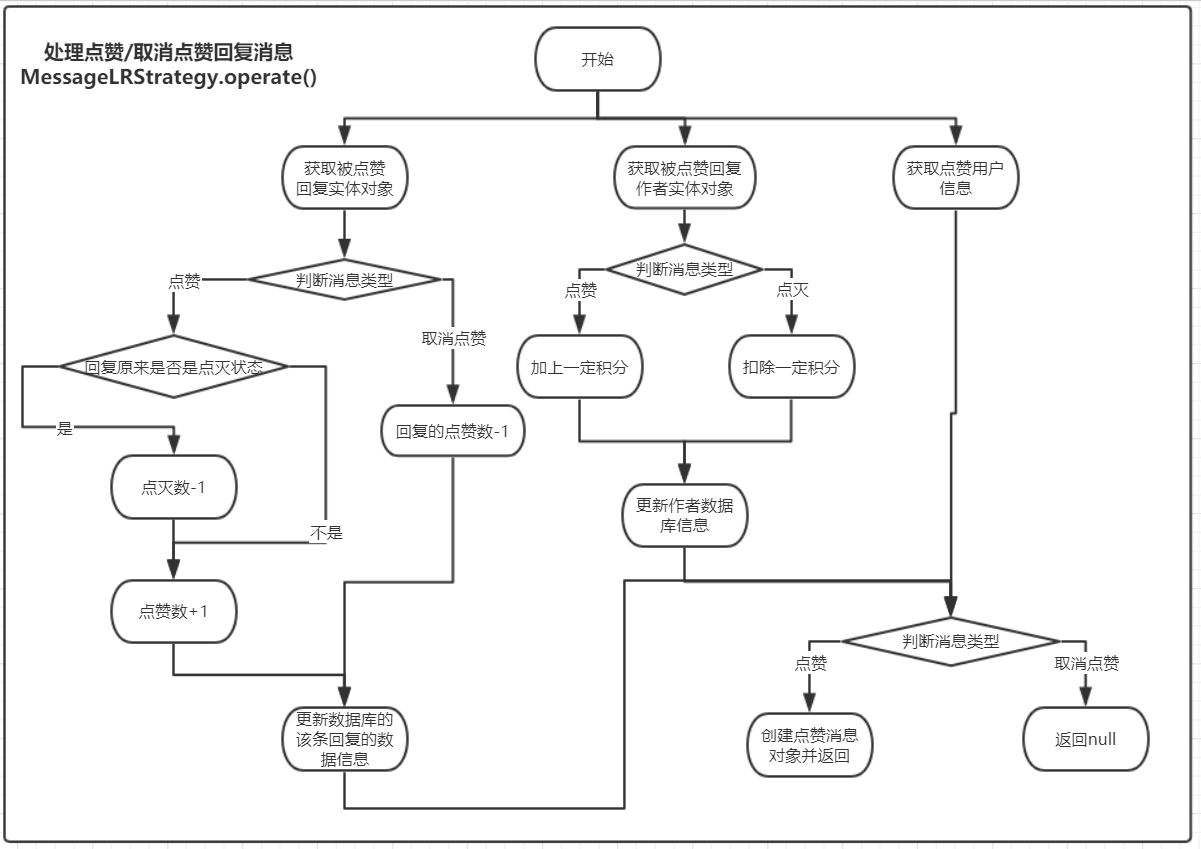 处理点赞/取消点赞回复消息
MessageLRStrategy.operate()
开始
获取被点赞
回复实体对象
获取被点赞回复
作者实体对象
获取点赞用户
信息
判断消息类型
判断消息类型
点赞
取消点赞
点赞
点灭
回复原来是否是点灭状态
加上一定积分
扣除一定积分
是
回复的点赞数-1
点灭数-1
不是
更新作者数据
库信息
点赞数+1
判断消息类型
点赞
取消点赞
更新数据库的
该条回复的数
据信息
创建点赞消息
对象并返回
返回null